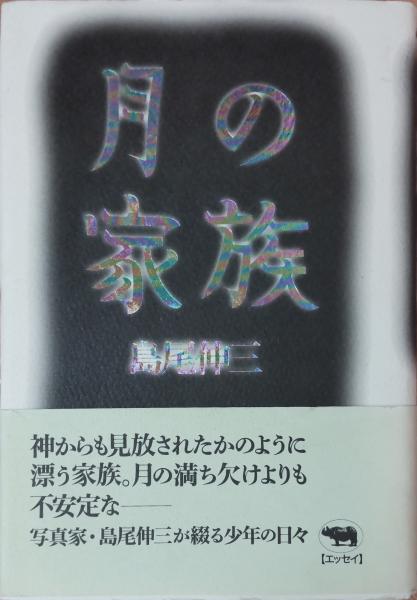 月の
家族
島尾伸三
神からも見放されたかのように
漂う家族。月の満ち欠けよりも
不安定な——
写真家・島尾伸三が綴る少年の日々
【エッセイ】